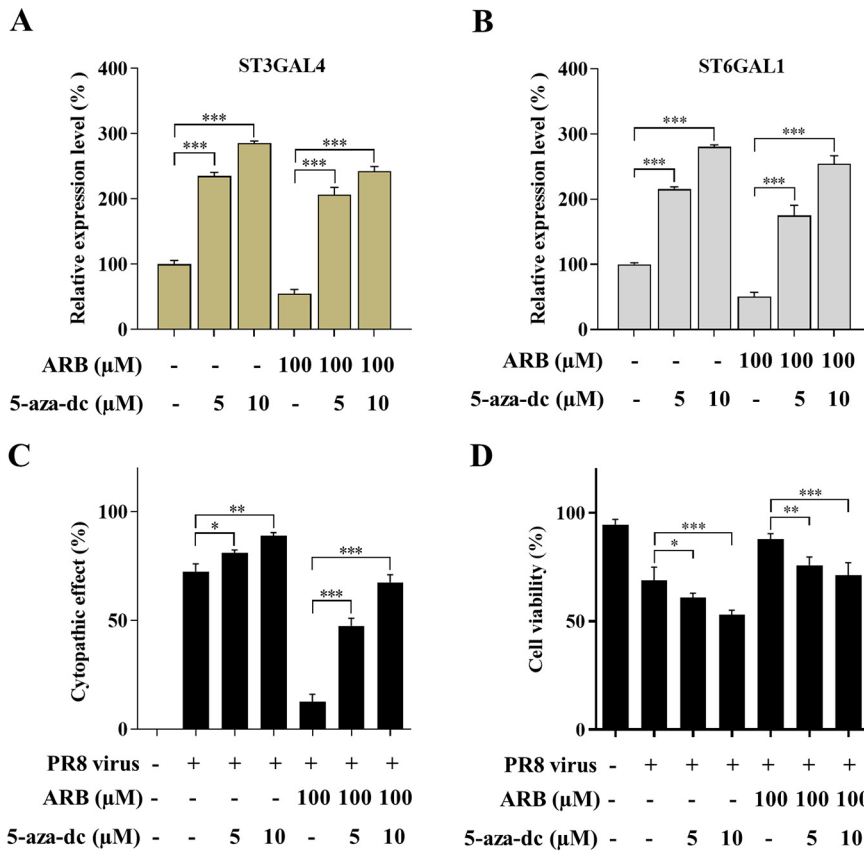 A
ST3GAL4
Relative expression level (%)
400
300
200
100
0
*** *** *** ***
ARB (μM) - - - 100 100 100
5-aza-dc (μM) - 5 10 - 5 10
B
ST6GAL1
Relative expression level (%)
400
300
200
100
0
*** *** *** ***
ARB (μM) - - - 100 100 100
5-aza-dc (μM) - 5 10 - 5 10
C
Cytopathic effect (%)
100
50
0
** * *** ***
PR8 virus - + + + + + +
ARB (μM) - - - - 100 100 100
5-aza-dc (μM) - - 5 10 - 5 10
D
Cell viability (%)
100
50
0
*** * *** **
PR8 virus - + + + + + +
ARB (μM) - - - - 100 100 100
5-aza-dc (μM) - - 5 10 - 5 10